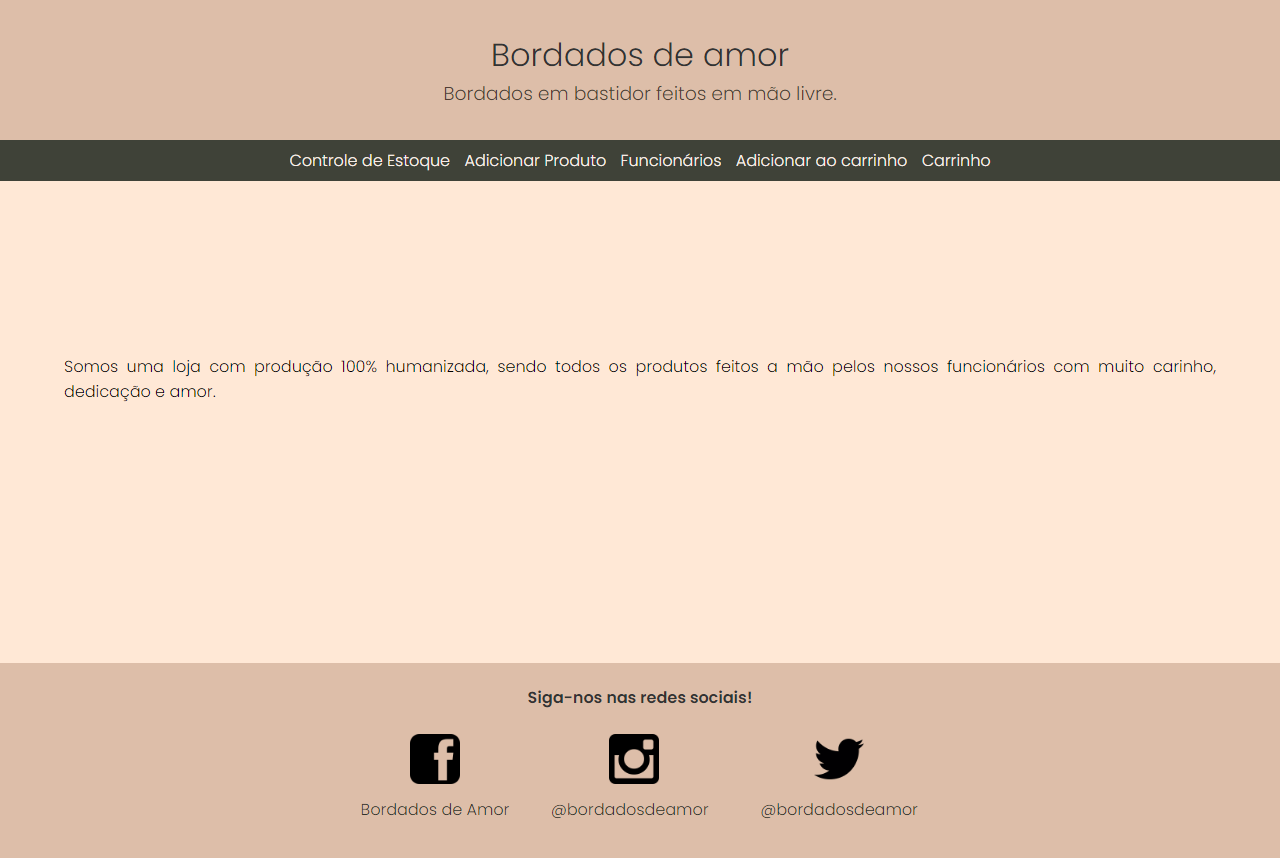 Bordados de amor
Bordados em bastidor feitos em mão livre.
Controle de Estoque Adicionar Produto Funcionários Adicionar ao carrinho Carrinho
Somos uma loja com produção 100% humanizada, sendo todos os produtos feitos a mão pelos nossos funcionários com muito carinho,
dedicação e amor.
Siga-nos nas redes sociais!
Bordados de Amor @bordadosdeamor @bordadosdeamor